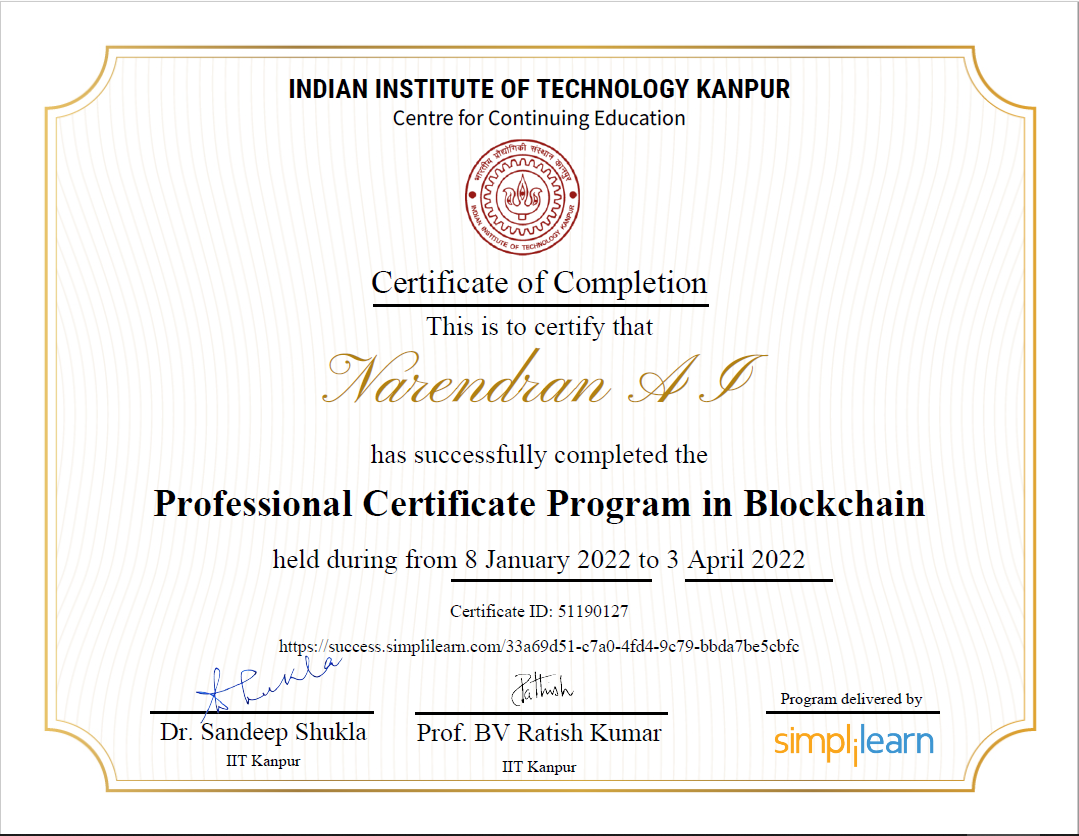 INDIAN INSTITUTE OF TECHNOLOGY KANPUR
Centre for Continuing Education
भारतीय प्रौद्योगिकी संस्थान कानपुर
INDIAN INSTITUTE OF TECHNOLOGY KANPUR
Certificate of Completion
This is to certify that
Narendran A I
has successfully completed the
Professional Certificate Program in Blockchain
held during from 8 January 2022 to 3 April 2022
Certificate ID: 51190127
https://success.simplilearn.com/33a69d51-c7a0-4fd4-9c79-bbda7be5cbfc
Program delivered by
Dr. Sandeep Shukla
Prof. BV Ratish Kumar
simplilearn
IIT Kanpur
IIT Kanpur